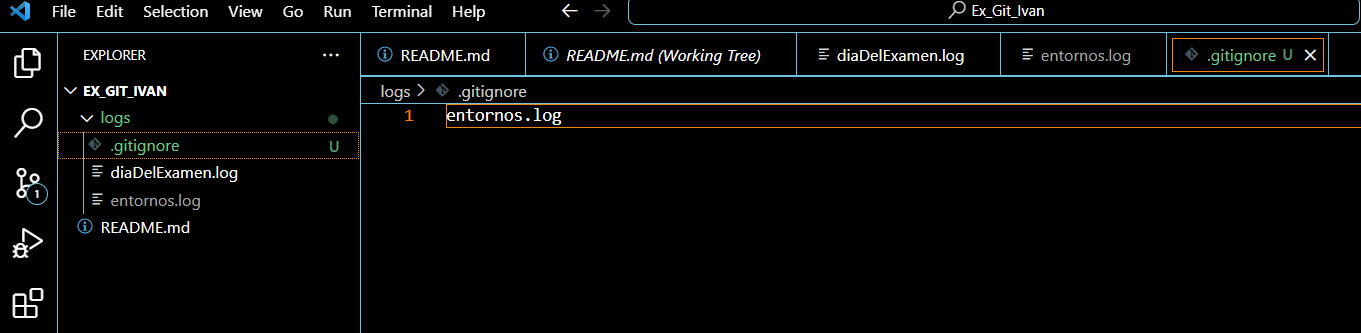 File Edit Selection View Go Run Terminal Help Ex_Git_Ivan
EXPLORER ··· README.md README.md (Working Tree) diaDelExamen.log entornos.log .gitignore U
EX_GIT_IVAN logs > .gitignore
logs 1 entornos.log
.gitignore U
diaDelExamen.log
entornos.log
README.md
1